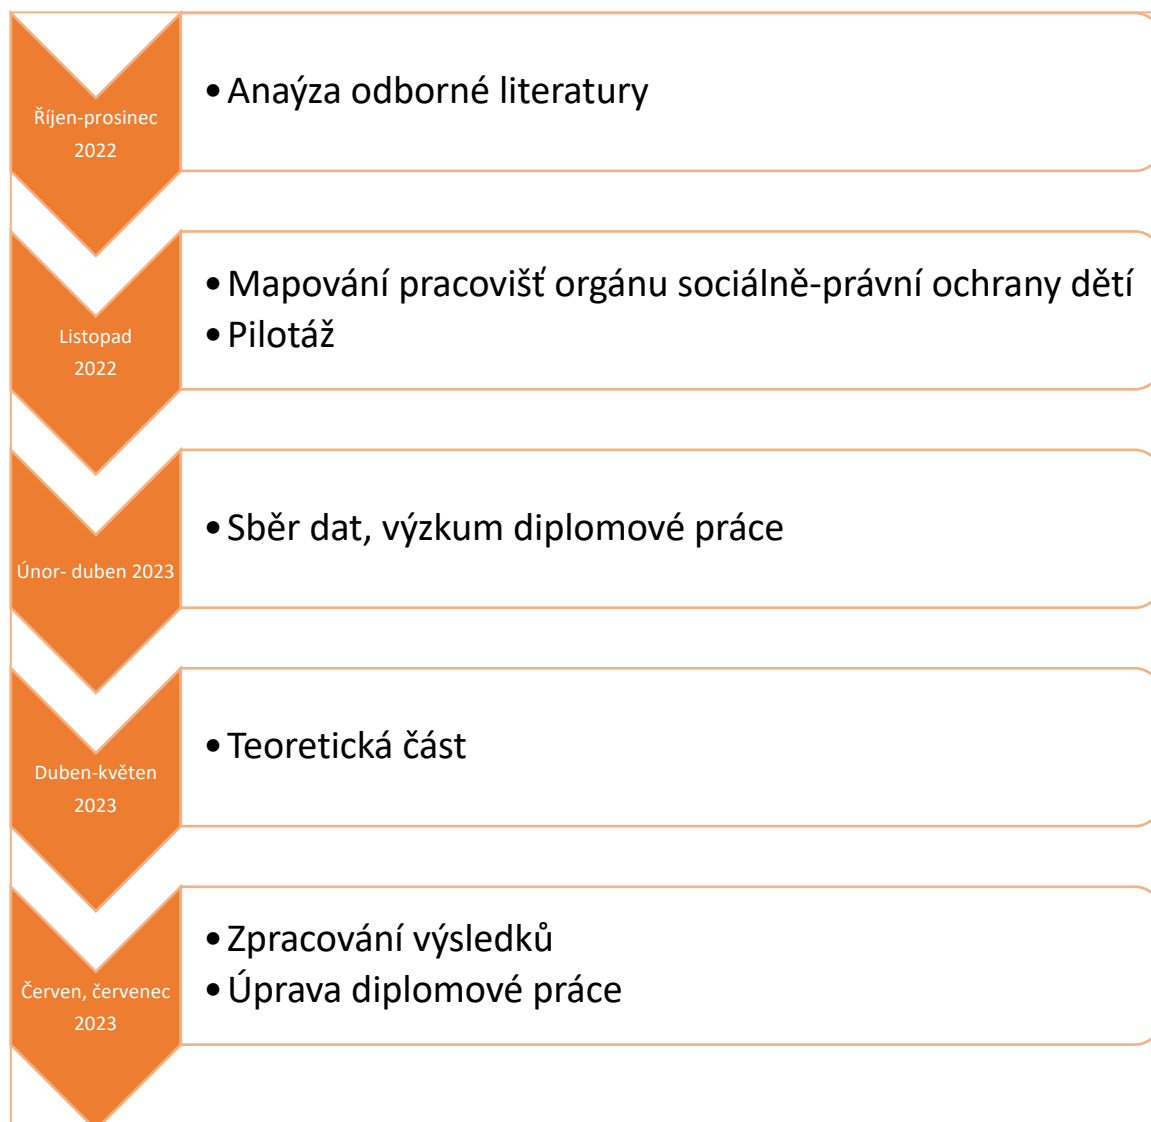 Říjen-prosinec
2022
•Anaýza odborné literatury
Listopad
2022
•Mapování pracovišť orgánu sociálně-právní ochrany dětí
•Pilotáž
Únor- duben 2023
•Sběr dat, výzkum diplomové práce
Duben-květen
2023
•Teoretická část
Červen, červenec
2023
•Zpracování výsledků
•Úprava diplomové práce